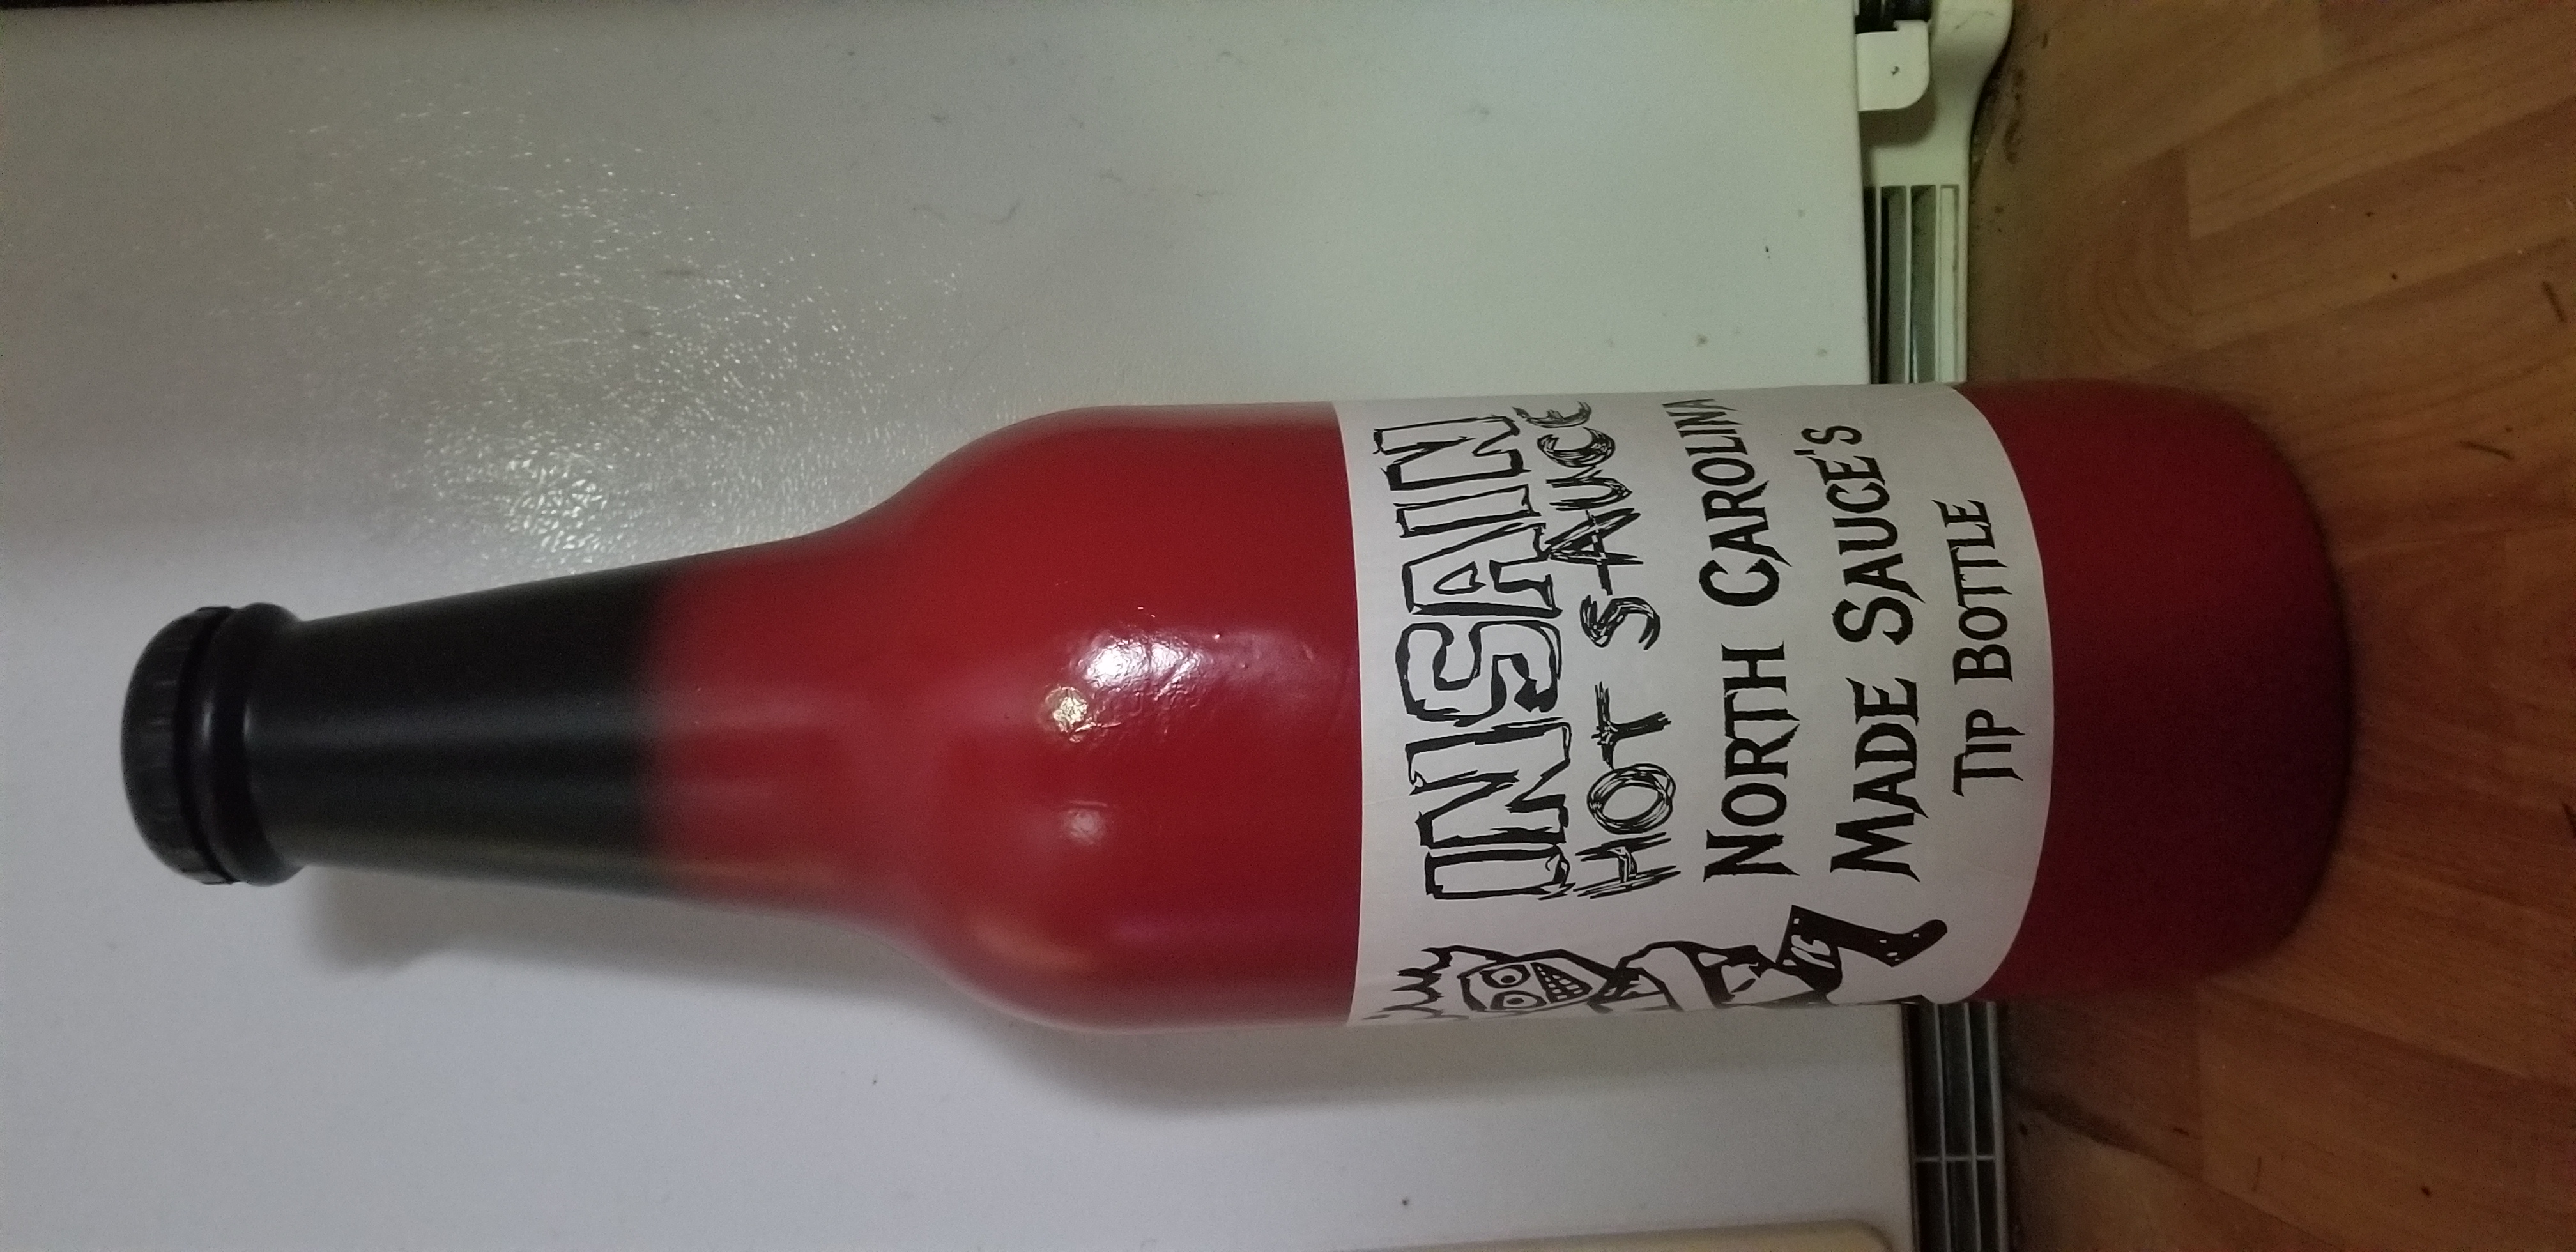 INSAIN
HOT SAUCE
NORTH CAROLINA
MADE SAUCE'S
TIP BOTTLE